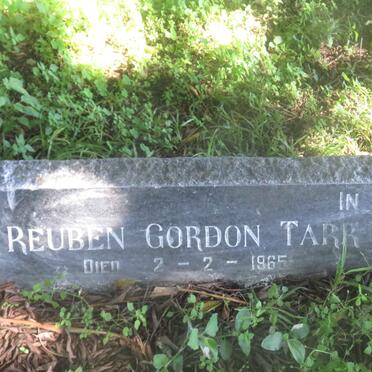 IN
REUBEN GORDON TARR
DIED 2 - 2 - 1965